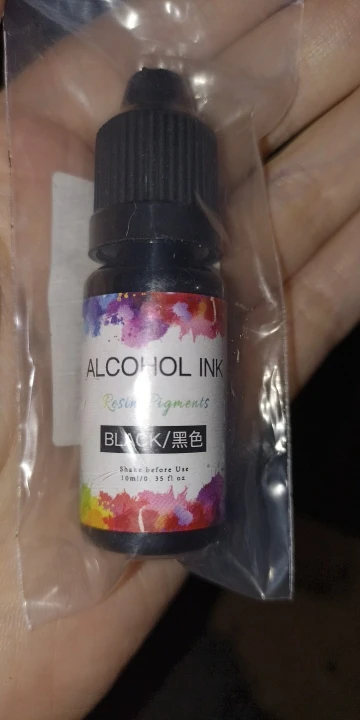 ALCOHOL INK
Resin Pigments
BLACK/黑色
Shake before Use
10ml/0. 35 fl oz